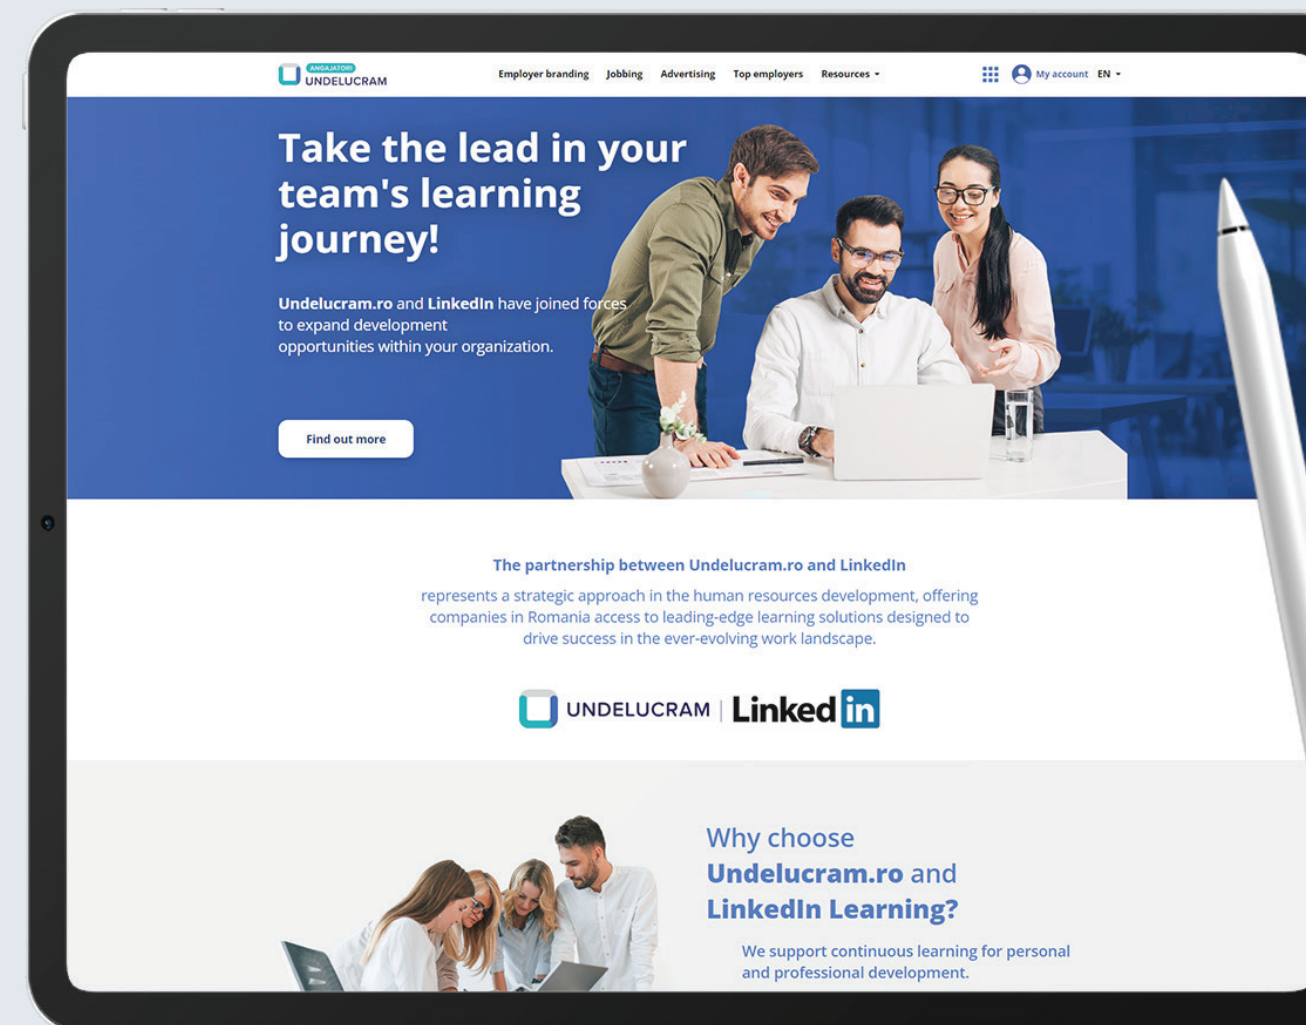 ANGAJATORI
UNDELUCRAM
Employer branding Jobbing Advertising Top employers Resources
My account EN
Take the lead in your
team's learning
journey!
Undelucram.ro and LinkedIn have joined forces
to expand development
opportunities within your organization.
Find out more
The partnership between Undelucram.ro and LinkedIn
represents a strategic approach in the human resources development, offering
companies in Romania access to leading-edge learning solutions designed to
drive success in the ever-evolving work landscape.
UNDELUCRAM | Linked in
Why choose
Undelucram.ro and
LinkedIn Learning?
We support continuous learning for personal
and professional development.